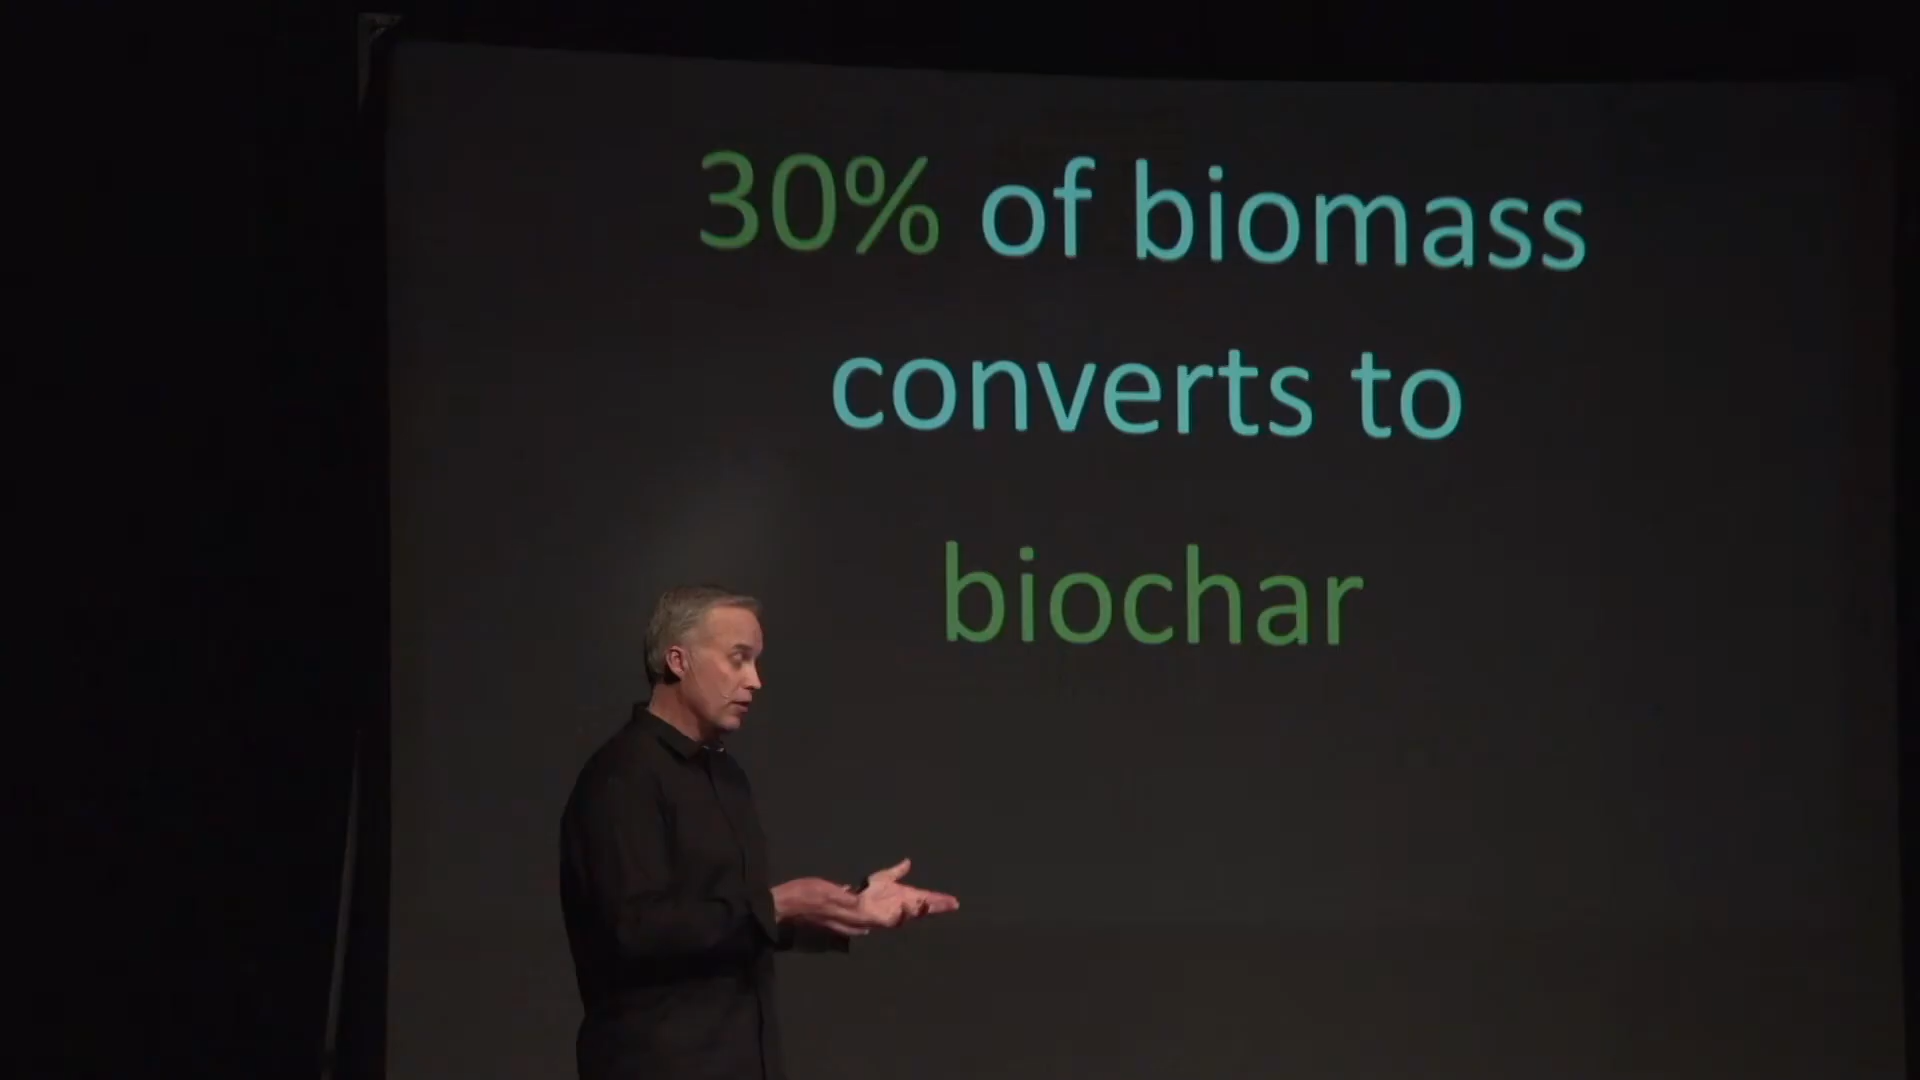 30% of biomass
converts to
biochar